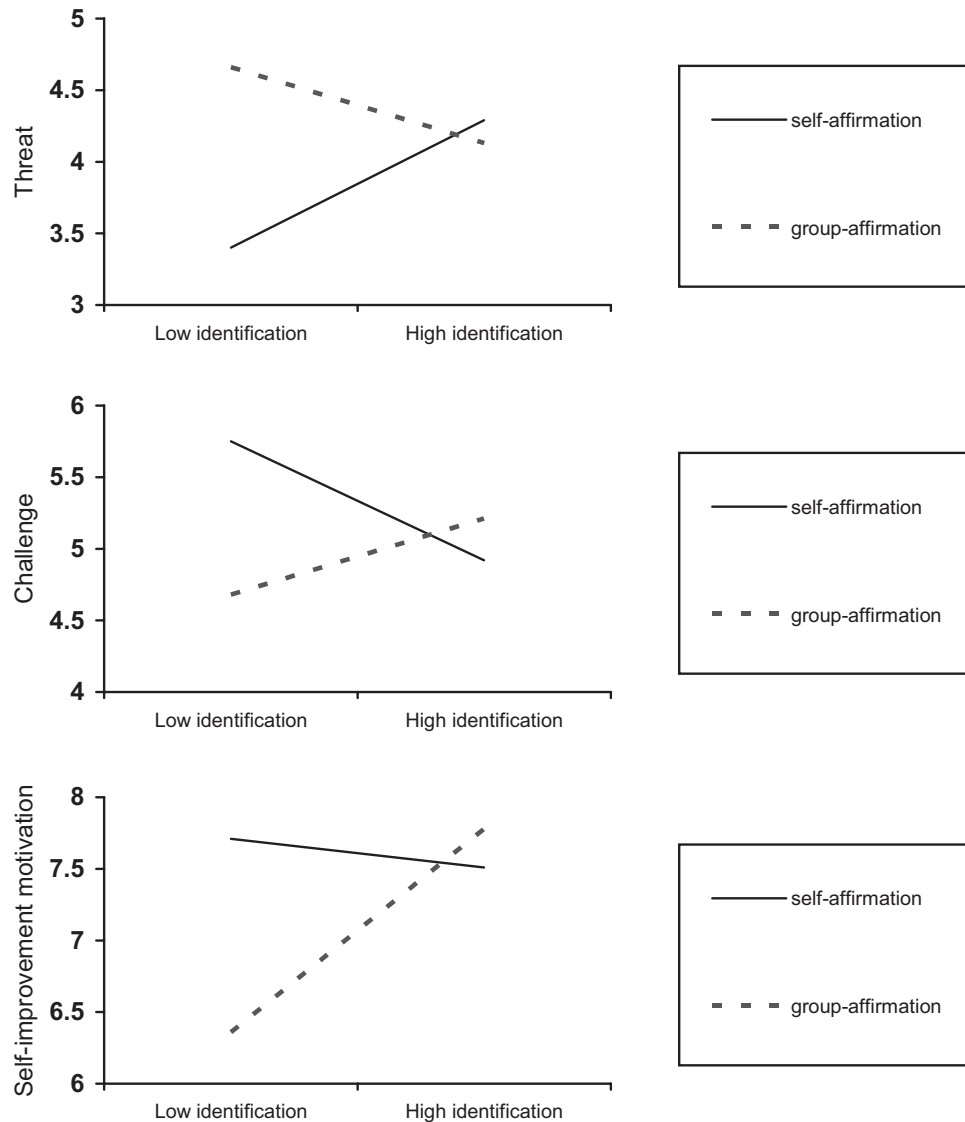 5
4.5
4
3.5
3
Threat
Low identification
High identification
self-affirmation
group-affirmation
6
5.5
5
4.5
4
Challenge
Low identification
High identification
self-affirmation
group-affirmation
8
7.5
7
6.5
6
Self-improvement motivation
Low identification
High identification
self-affirmation
group-affirmation